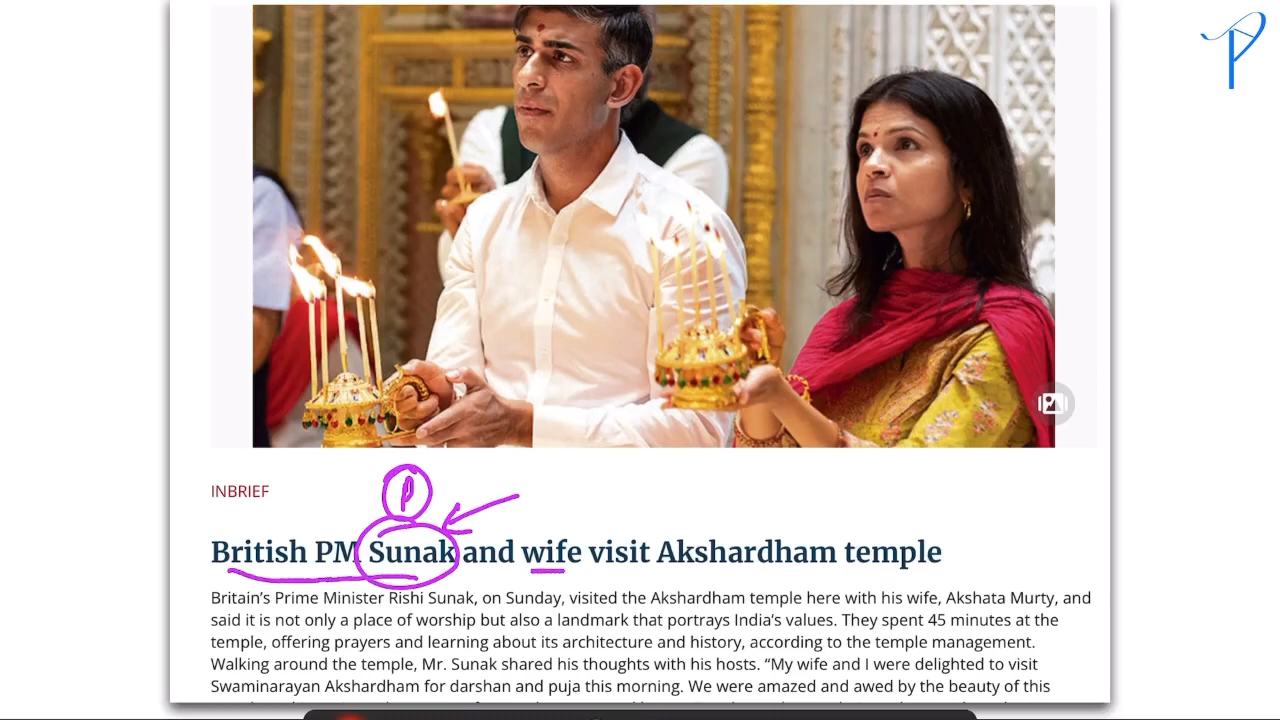 P
INBRIEF
P
British PM Sunak and wife visit Akshardham temple
Britain's Prime Minister Rishi Sunak, on Sunday, visited the Akshardham temple here with his wife, Akshata Murty, and
said it is not only a place of worship but also a landmark that portrays India's values. They spent 45 minutes at the
temple, offering prayers and learning about its architecture and history, according to the temple management.
Walking around the temple, Mr. Sunak shared his thoughts with his hosts. “My wife and I were delighted to visit
Swaminarayan Akshardham for darshan and puja this morning. We were amazed and awed by the beauty of this